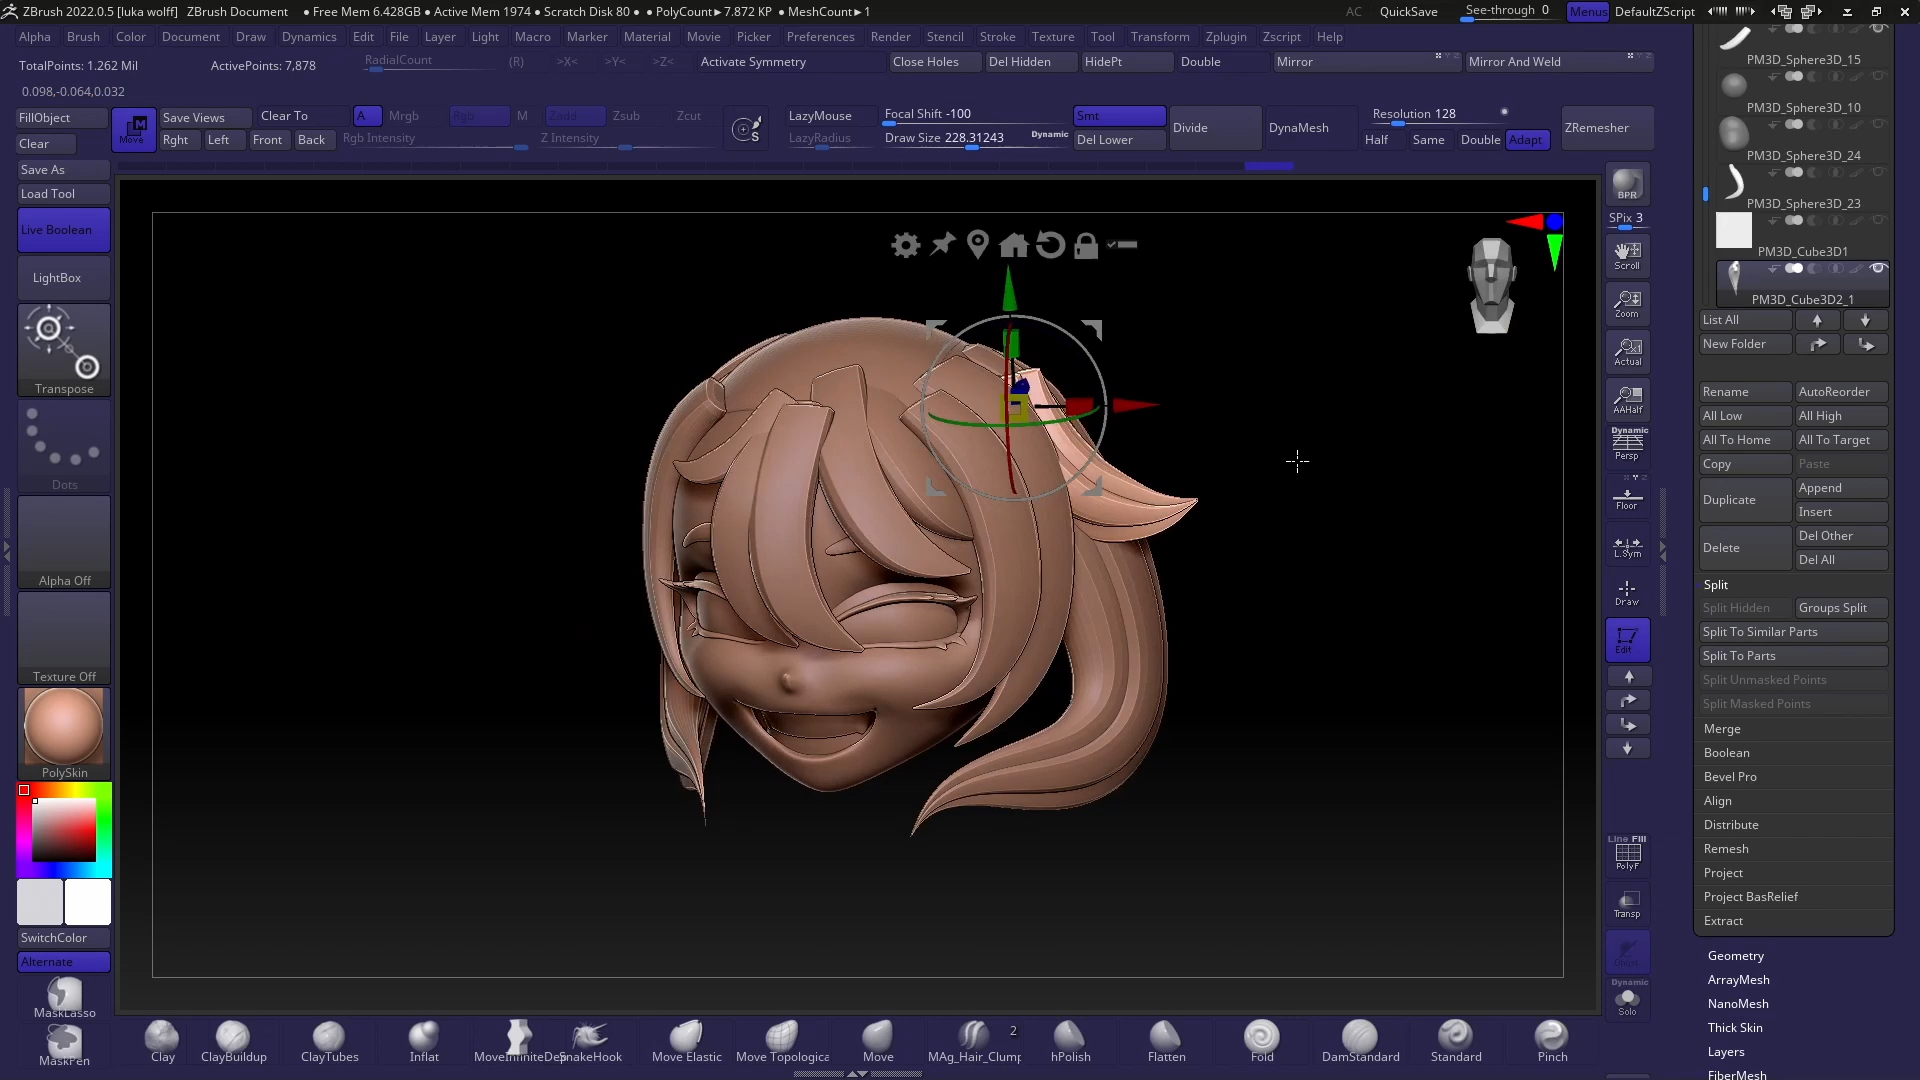 ZBrush 2022.0.5 [luka wolff] ZBrush Document ● Free Mem 6.428GB ● Active Mem 1974 ● Scratch Disk 80 ● ● PolyCount►7.872 KP ● MeshCount►1 AC QuickSave See-through 0 Menus DefaultZScript
Alpha Brush Color Document Draw Dynamics Edit File Layer Light Macro Marker Material Movie Picker Preferences Render Stencil Stroke Texture Tool Transform Zplugin Zscript Help
TotalPoints: 1.262 Mil ActivePoints: 7,878 RadialCount (R) >X< >Y< >Z< Activate Symmetry Close Holes Del Hidden HidePt Double Mirror Mirror And Weld
0.098,-0.064,0.032
FillObject Move Save Views Clear To A Mrgb Rgb M Zadd Zsub Zcut LazyMouse Focal Shift -100 Smt Divide DynaMesh Resolution 128 ZRemesher
Clear Rght Left Front Back Rgb Intensity Z Intensity S LazyRadius Draw Size 228.31243 Dynamic Del Lower Half Same Double Adapt
Save As
Load Tool
Live Boolean
LightBox
Transpose
Dots
Alpha Off
Texture Off
PolySkin
SwitchColor
Alternate
MaskLasso
MaskPen
BPR
SPix 3
Scroll
Zoom
Actual
AAHalf
Dynamic
Persp
Floor
L.Sym
Draw
Edit
Line Fill
PolyF
Transp
Dynamic
Solo
PM3D_Sphere3D_15
PM3D_Sphere3D_10
PM3D_Sphere3D_24
PM3D_Sphere3D_23
PM3D_Cube3D1
PM3D_Cube3D2_1
List All
New Folder
Rename AutoReorder
All Low All High
All To Home All To Target
Copy Paste
Duplicate Append
Insert
Delete Del Other
Del All
Split
Split Hidden Groups Split
Split To Similar Parts
Split To Parts
Split Unmasked Points
Split Masked Points
Merge
Boolean
Bevel Pro
Align
Distribute
Remesh
Project
Project BasRelief
Extract
Geometry
ArrayMesh
NanoMesh
Thick Skin
Layers
FiberMesh
2
Clay ClayBuildup ClayTubes Inflat MoveInfiniteDep SnakeHook Move Elastic Move Topologica Move MAg_Hair_Clump hPolish Flatten Fold DamStandard Standard Pinch